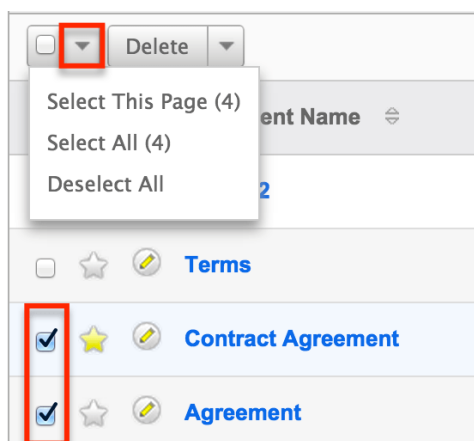 Delete
Select This Page (4)
Select All (4)
Deselect All
ent Name
2
Terms
Contract Agreement
Agreement